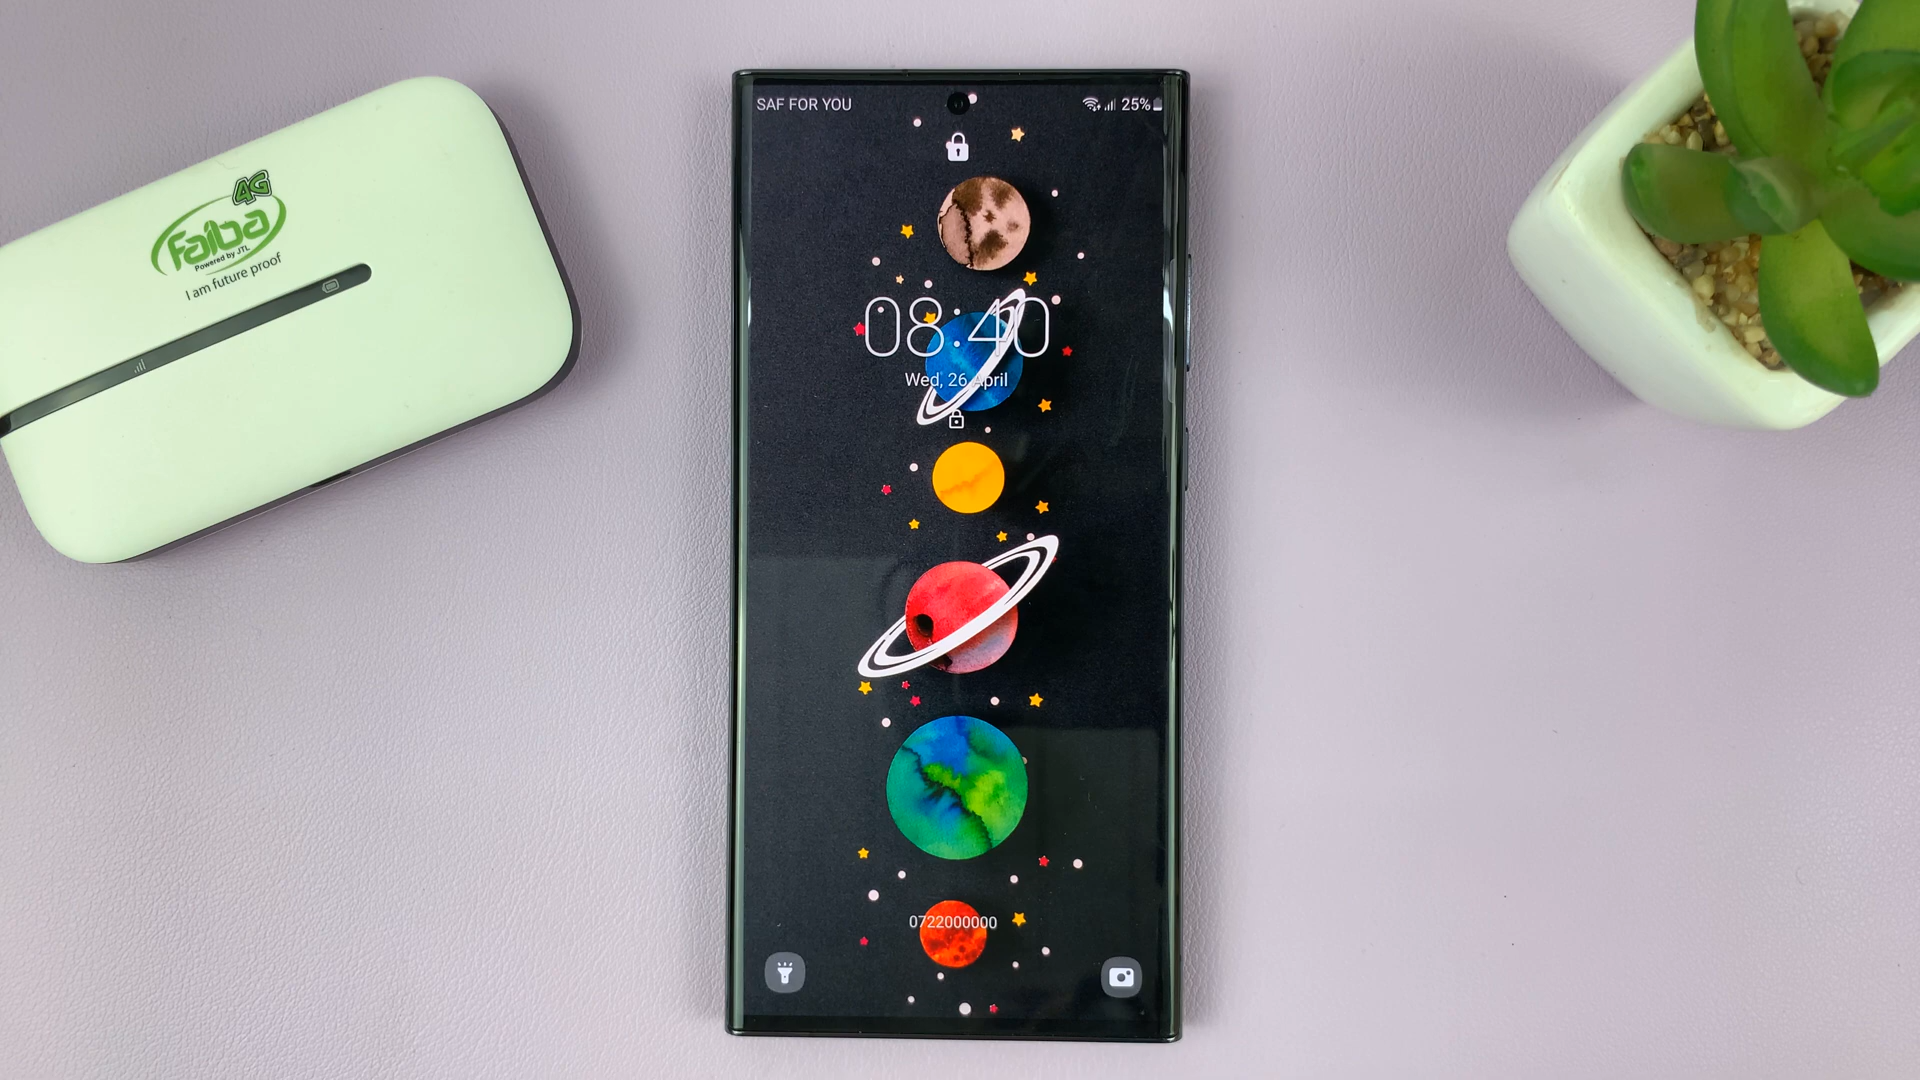 4G
Faiba
Powered by JTL
I am future proof
SAF FOR YOU
25%
08:40
Wed, 26 April
0722000000